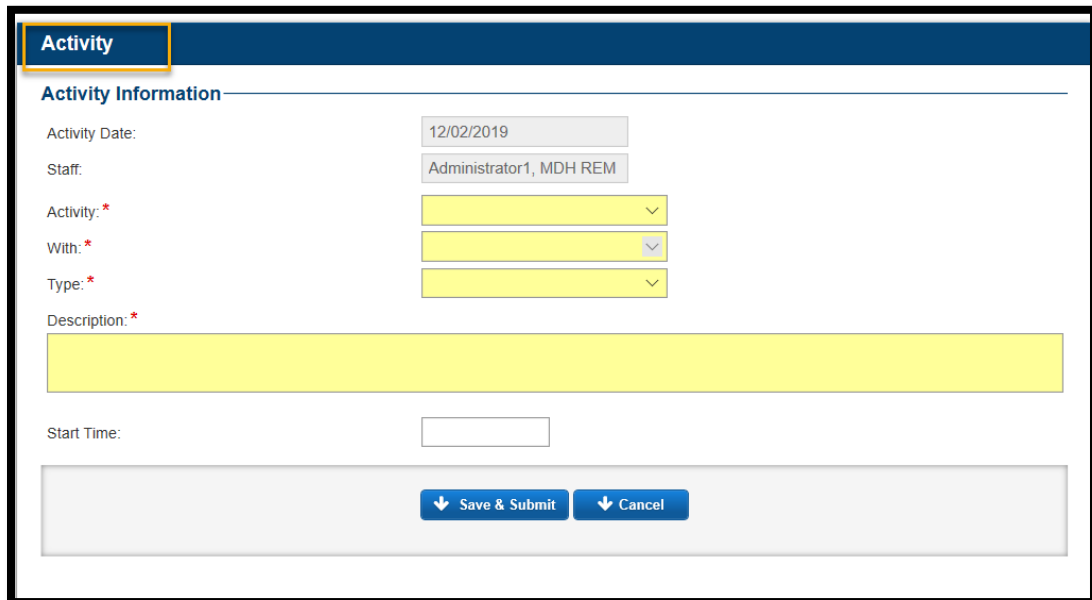 Activity
Activity Information
Activity Date: 12/02/2019
Staff: Administrator1, MDH REM
Activity: *
With: *
Type: *
Description: *
Start Time:
Save & Submit Cancel